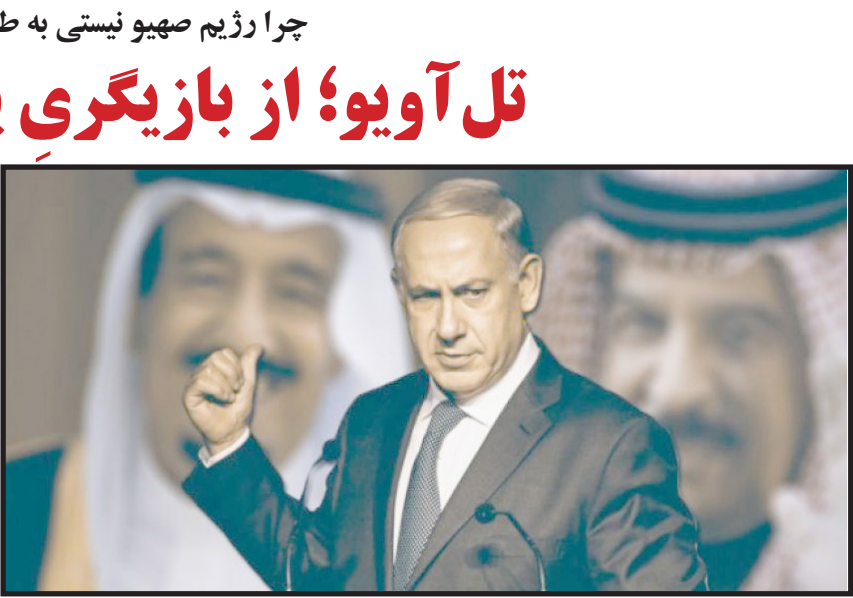 چرا رژیم صهیو نیستی به
تل‌آویو؛ از بازیگریِ